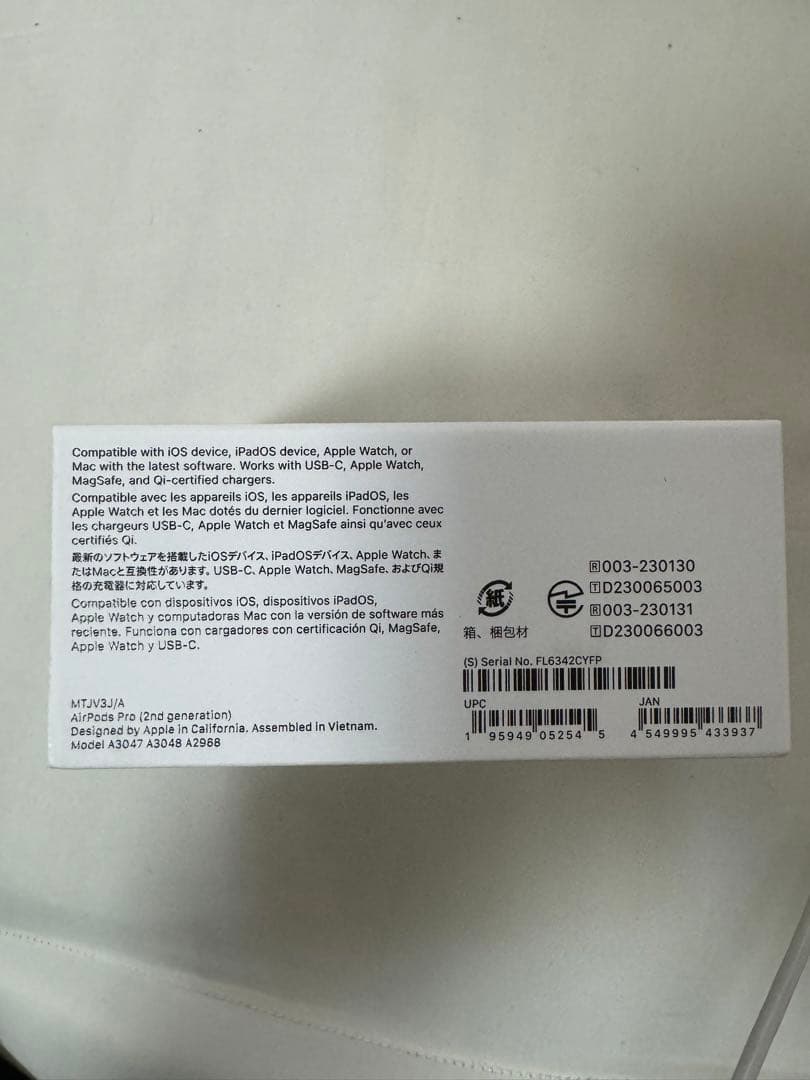 Compatible with iOS device, iPadOS device, Apple Watch, or
Mac with the latest software. Works with USB-C, Apple Watch,
MagSafe, and Qi-certified chargers.
Compatible avec les appareils iOS, les appareils iPadOS, les
Apple Watch et les Mac dotés du dernier logiciel. Fonctionne avec
les chargeurs USB-C, Apple Watch et MagSafe ainsi qu'avec ceux
certifiés Qi.
最新のソフトウェアを搭載したiOSデバイス、iPadOSデバイス、Apple Watch、ま
たはMacと互換性があります。USB-C、Apple Watch、MagSafe、およびQi規
格の充電器に対応しています。
Compatible con dispositivos iOS, dispositivos iPadOS,
Apple Watch y computadoras Mac con la versión de software más
reciente. Funciona con cargadores con certificación Qi, MagSafe,
Apple Watch y USB-C.
MTJV3J/A
AirPods Pro (2nd generation)
Designed by Apple in California. Assembled in Vietnam.
Model A3047 A3048 A2968
紙
箱、梱包材
R 003-230130
T D230065003
R 003-230131
T D230066003
(S) Serial No. FL6342CYFP
UPC
1 95949 05254 5
JAN
4 549995 433937